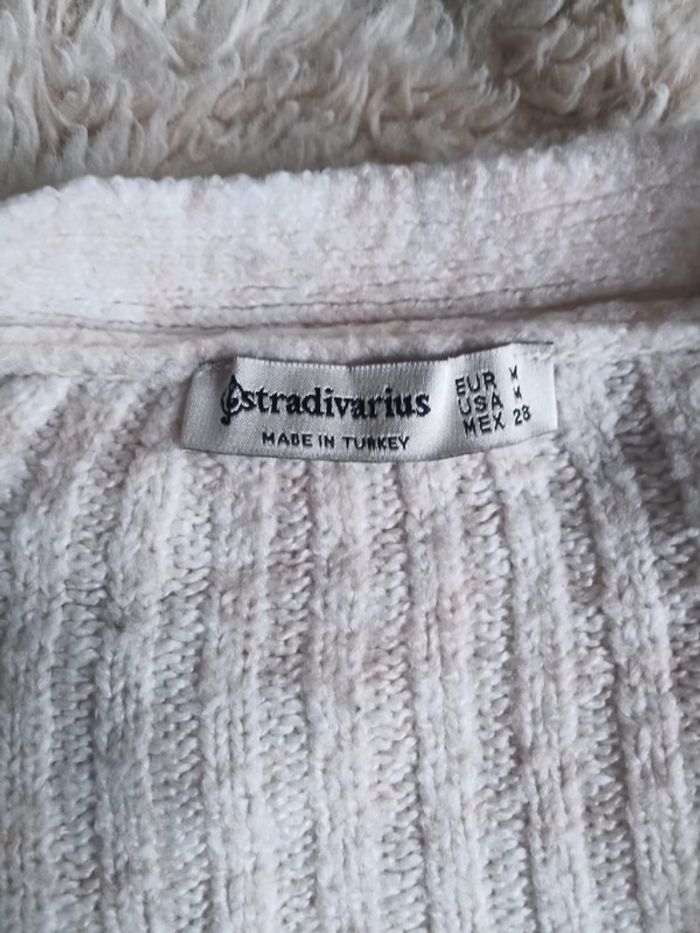 stradivarius
MADE IN TURKEY
EUR M
USA M
MEX 28